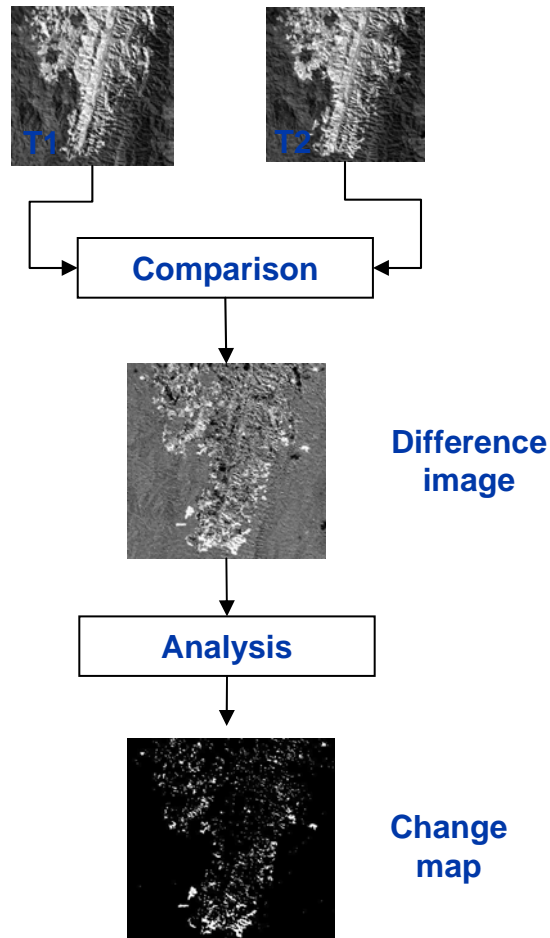 T1
T2
Comparison
Difference
image
Analysis
Change
map